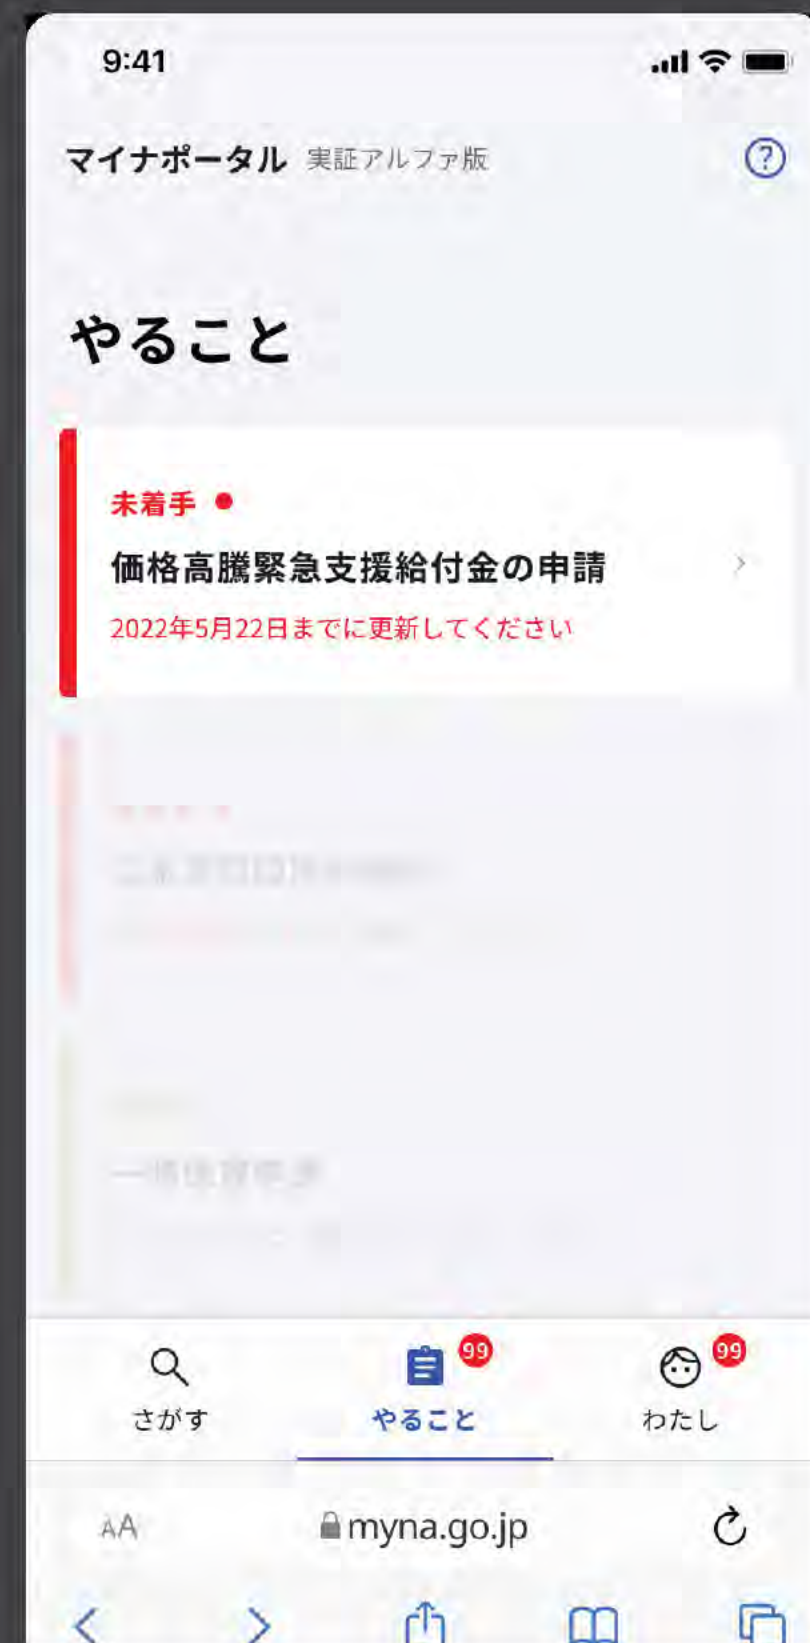 9:41
マイナポータル 実証アルファ版
?
やること
未着手
価格高騰緊急支援給付金の申請
2022年5月22日までに更新してください
99
99
さがす
やること
わたし
AA
myna.go.jp